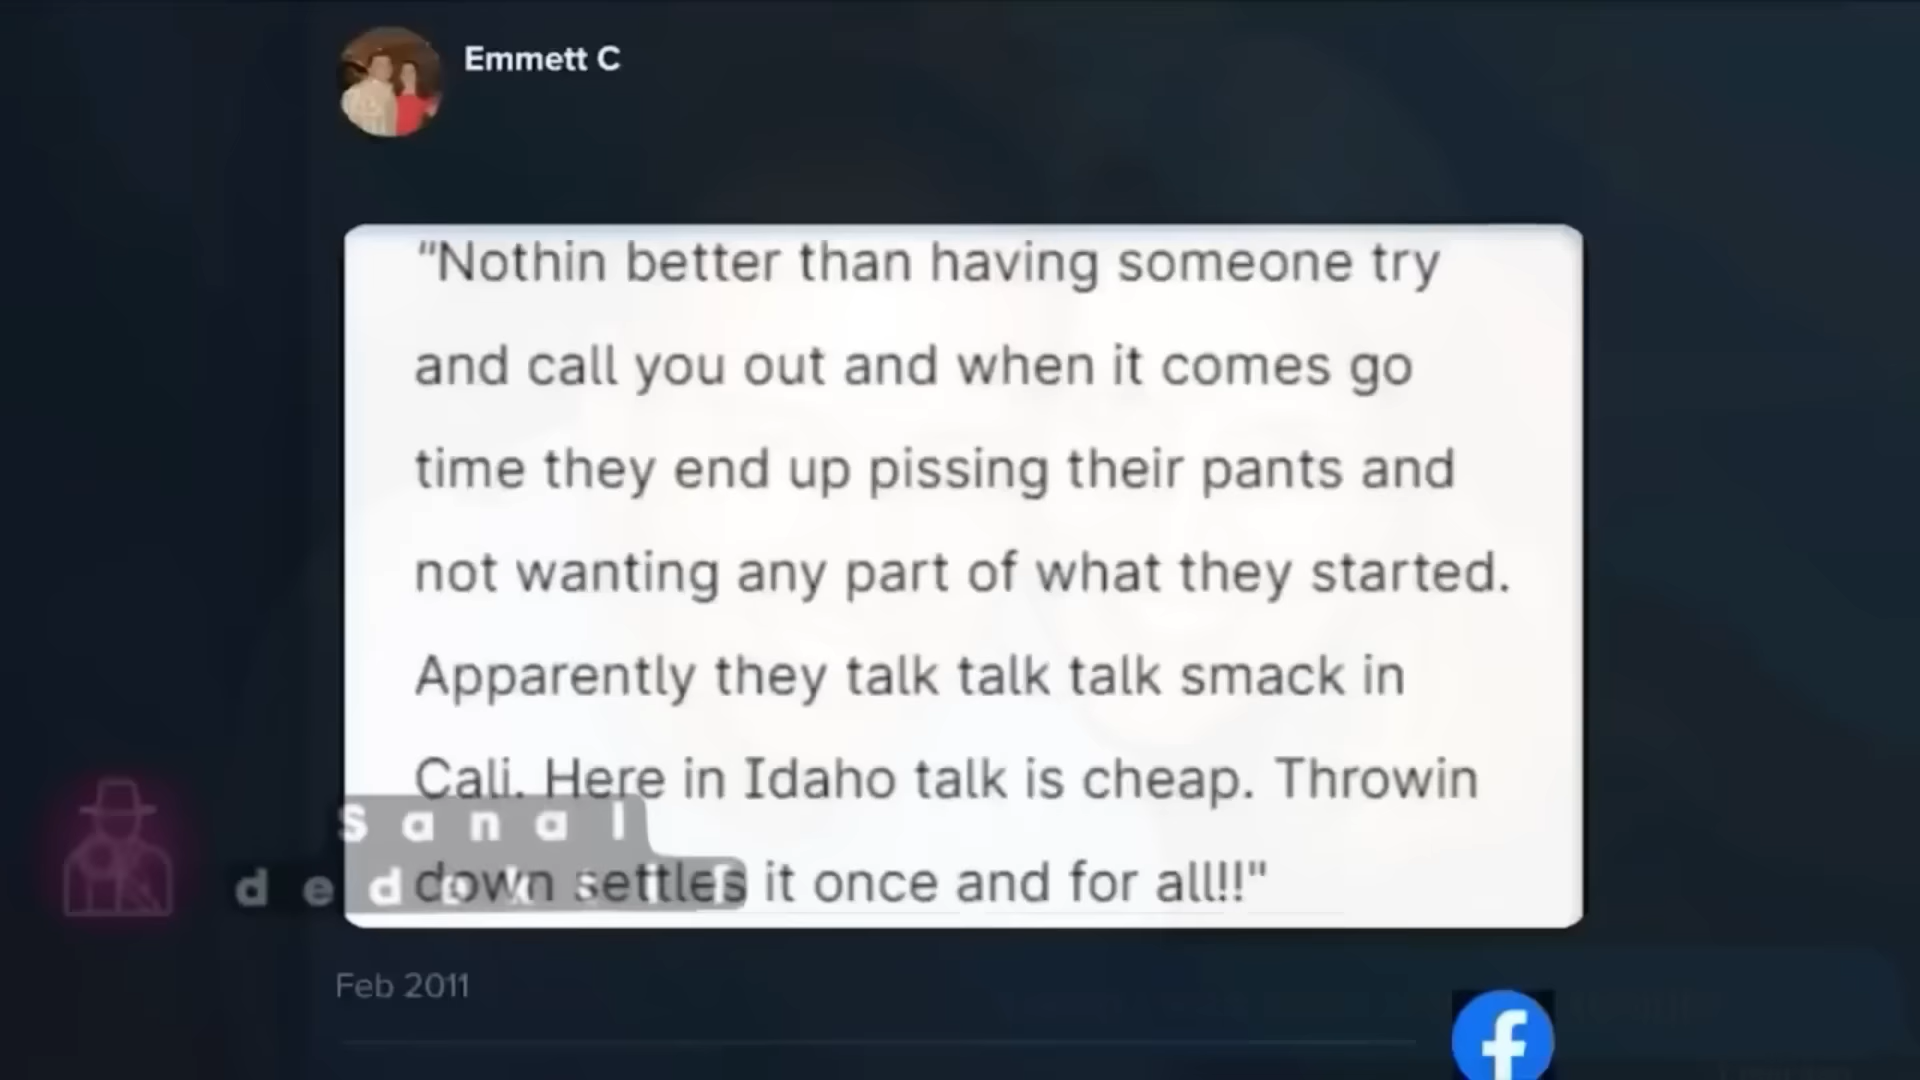 Emmett C
"Nothin better than having someone try
and call you out and when it comes go
time they end up pissing their pants and
not wanting any part of what they started.
Apparently they talk talk talk smack in
Cali. Here in Idaho talk is cheap. Throwin
down settles it once and for all!!"
Sanal
Feb 2011